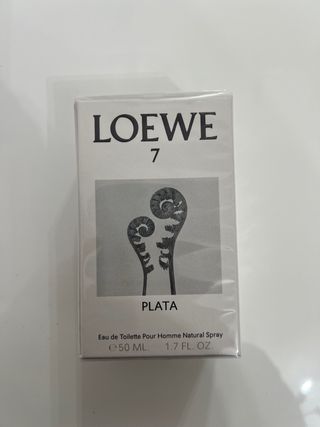 LOEWE
7
PLATA
Eau de Toilette Pour Homme Natural Spray
℮50 ML. 1.7 FL. OZ.